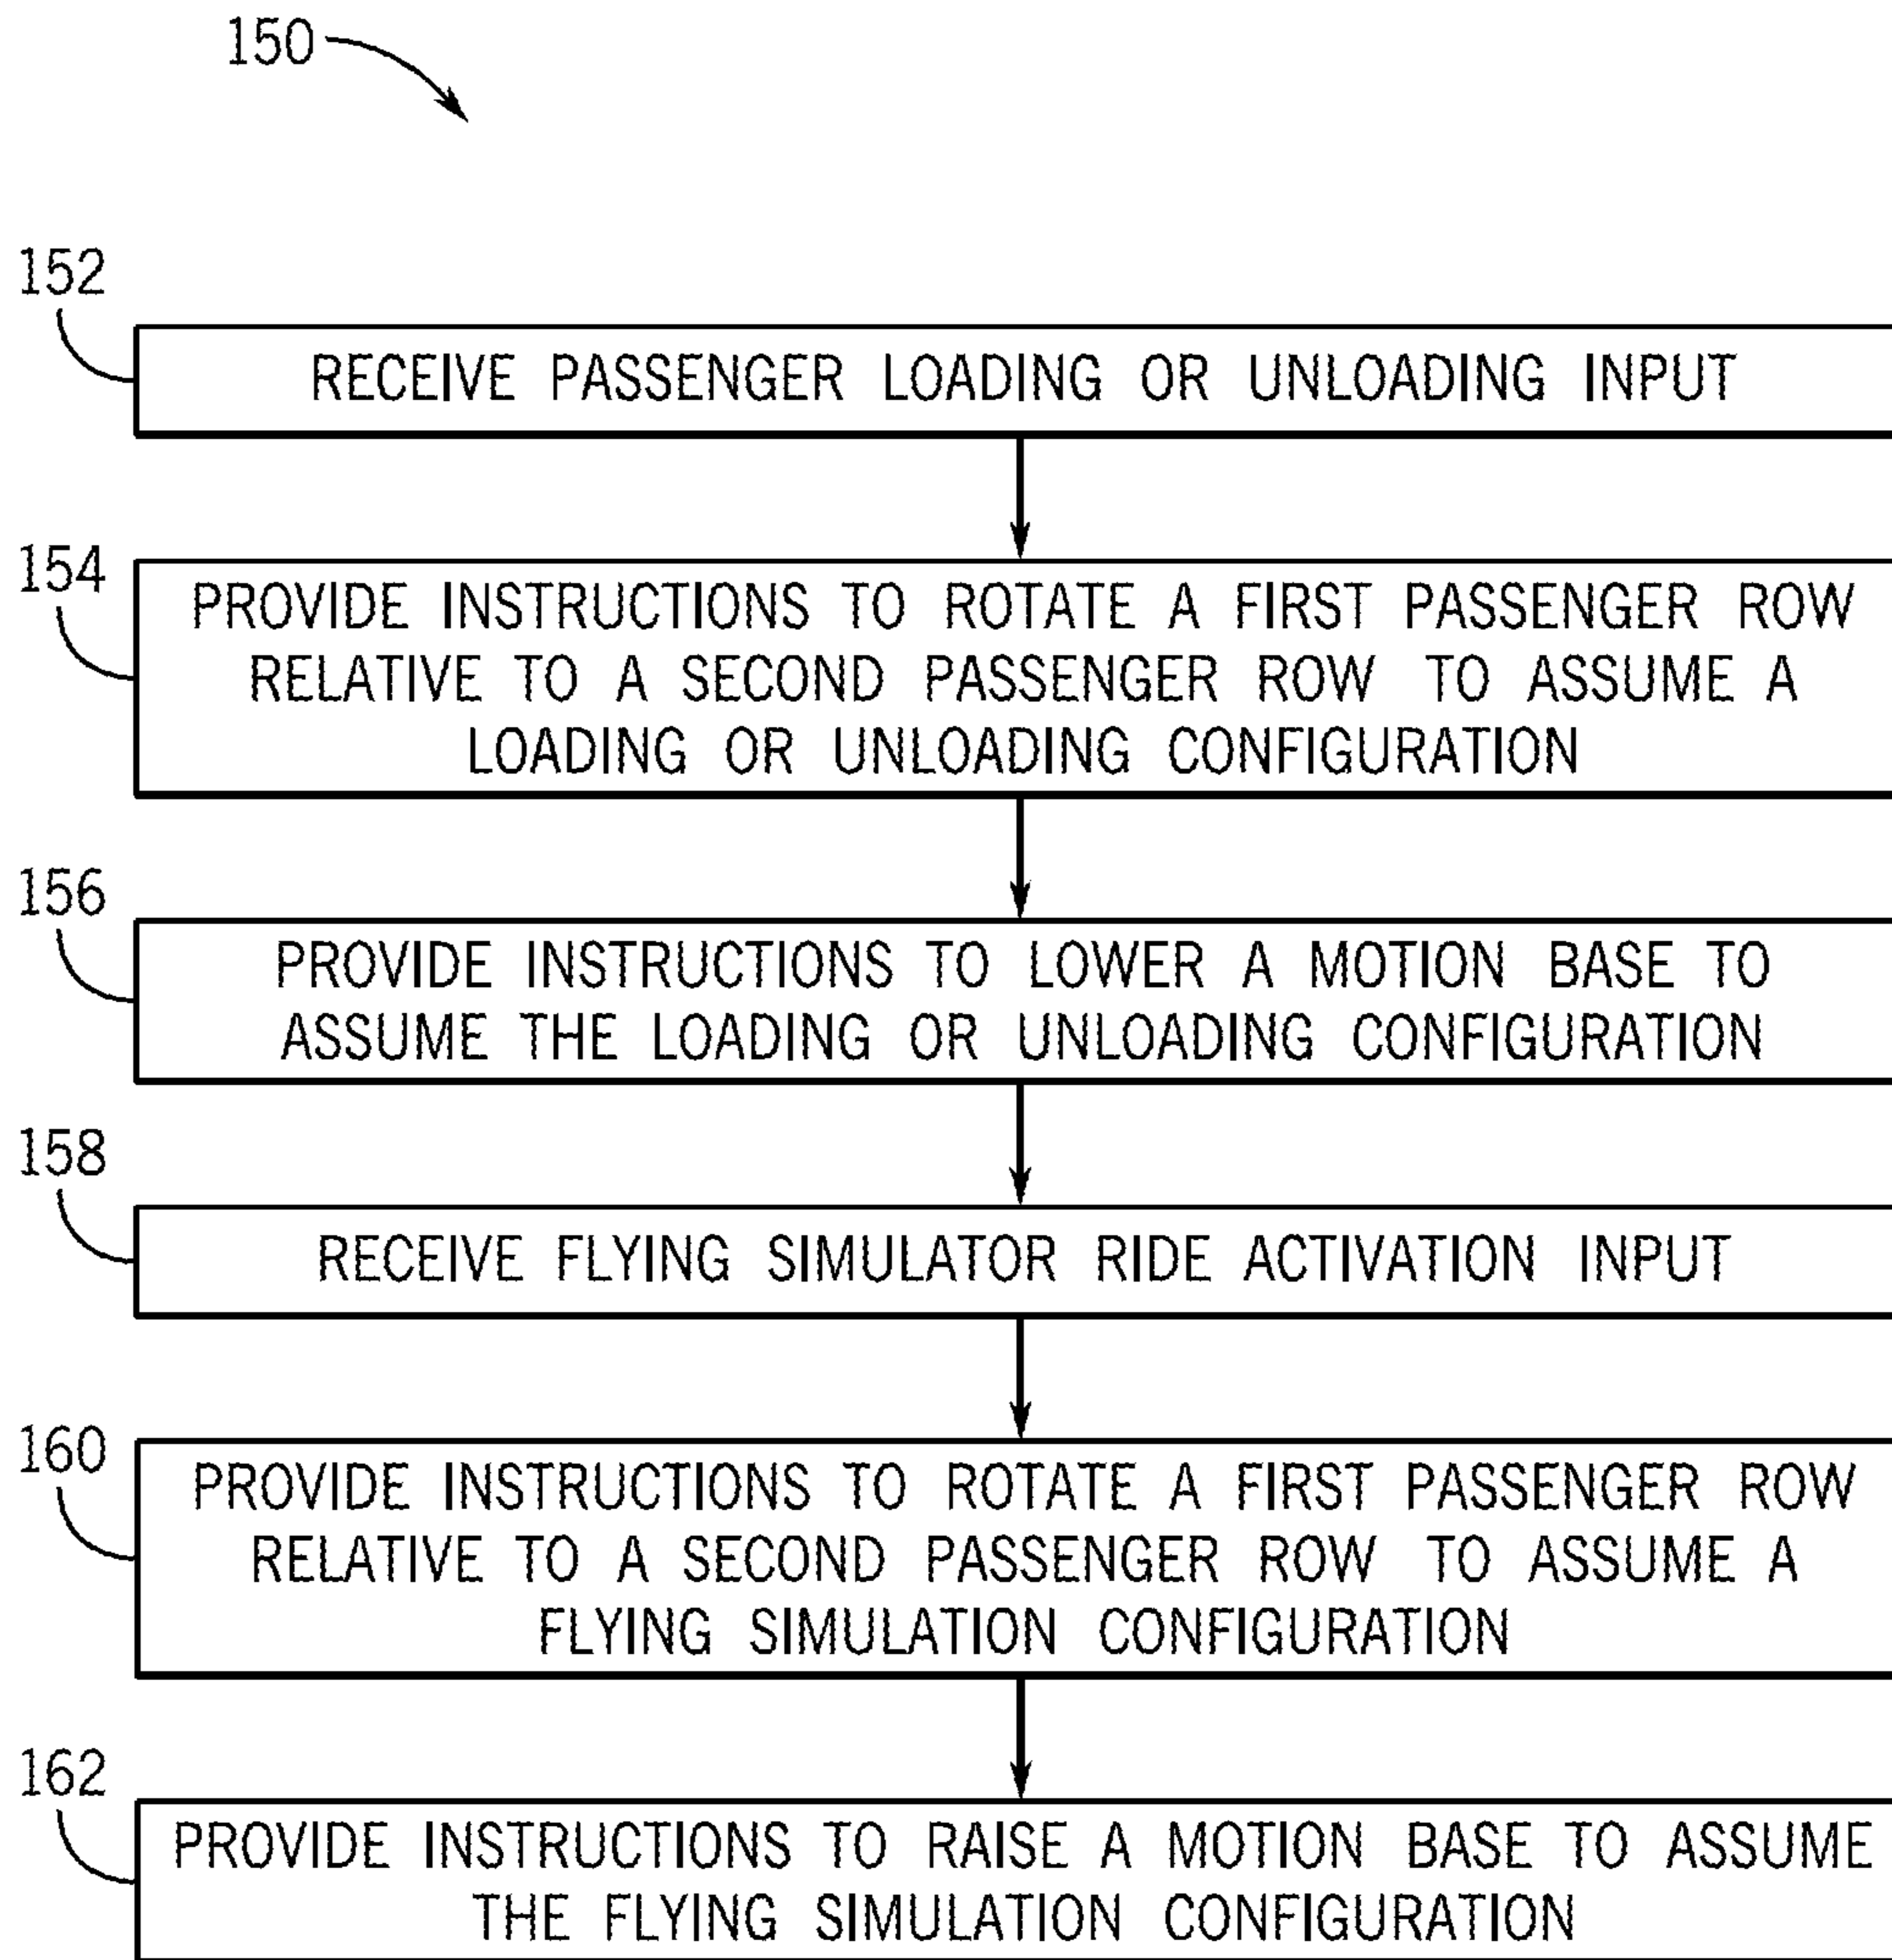 150
152
RECEIVE PASSENGER LOADING OR UNLOADING INPUT
154
PROVIDE INSTRUCTIONS TO ROTATE A FIRST PASSENGER ROW
RELATIVE TO A SECOND PASSENGER ROW TO ASSUME A
LOADING OR UNLOADING CONFIGURATION
156
PROVIDE INSTRUCTIONS TO LOWER A MOTION BASE TO
ASSUME THE LOADING OR UNLOADING CONFIGURATION
158
RECEIVE FLYING SIMULATOR RIDE ACTIVATION INPUT
160
PROVIDE INSTRUCTIONS TO ROTATE A FIRST PASSENGER ROW
RELATIVE TO A SECOND PASSENGER ROW TO ASSUME A
FLYING SIMULATION CONFIGURATION
162
PROVIDE INSTRUCTIONS TO RAISE A MOTION BASE TO ASSUME
THE FLYING SIMULATION CONFIGURATION